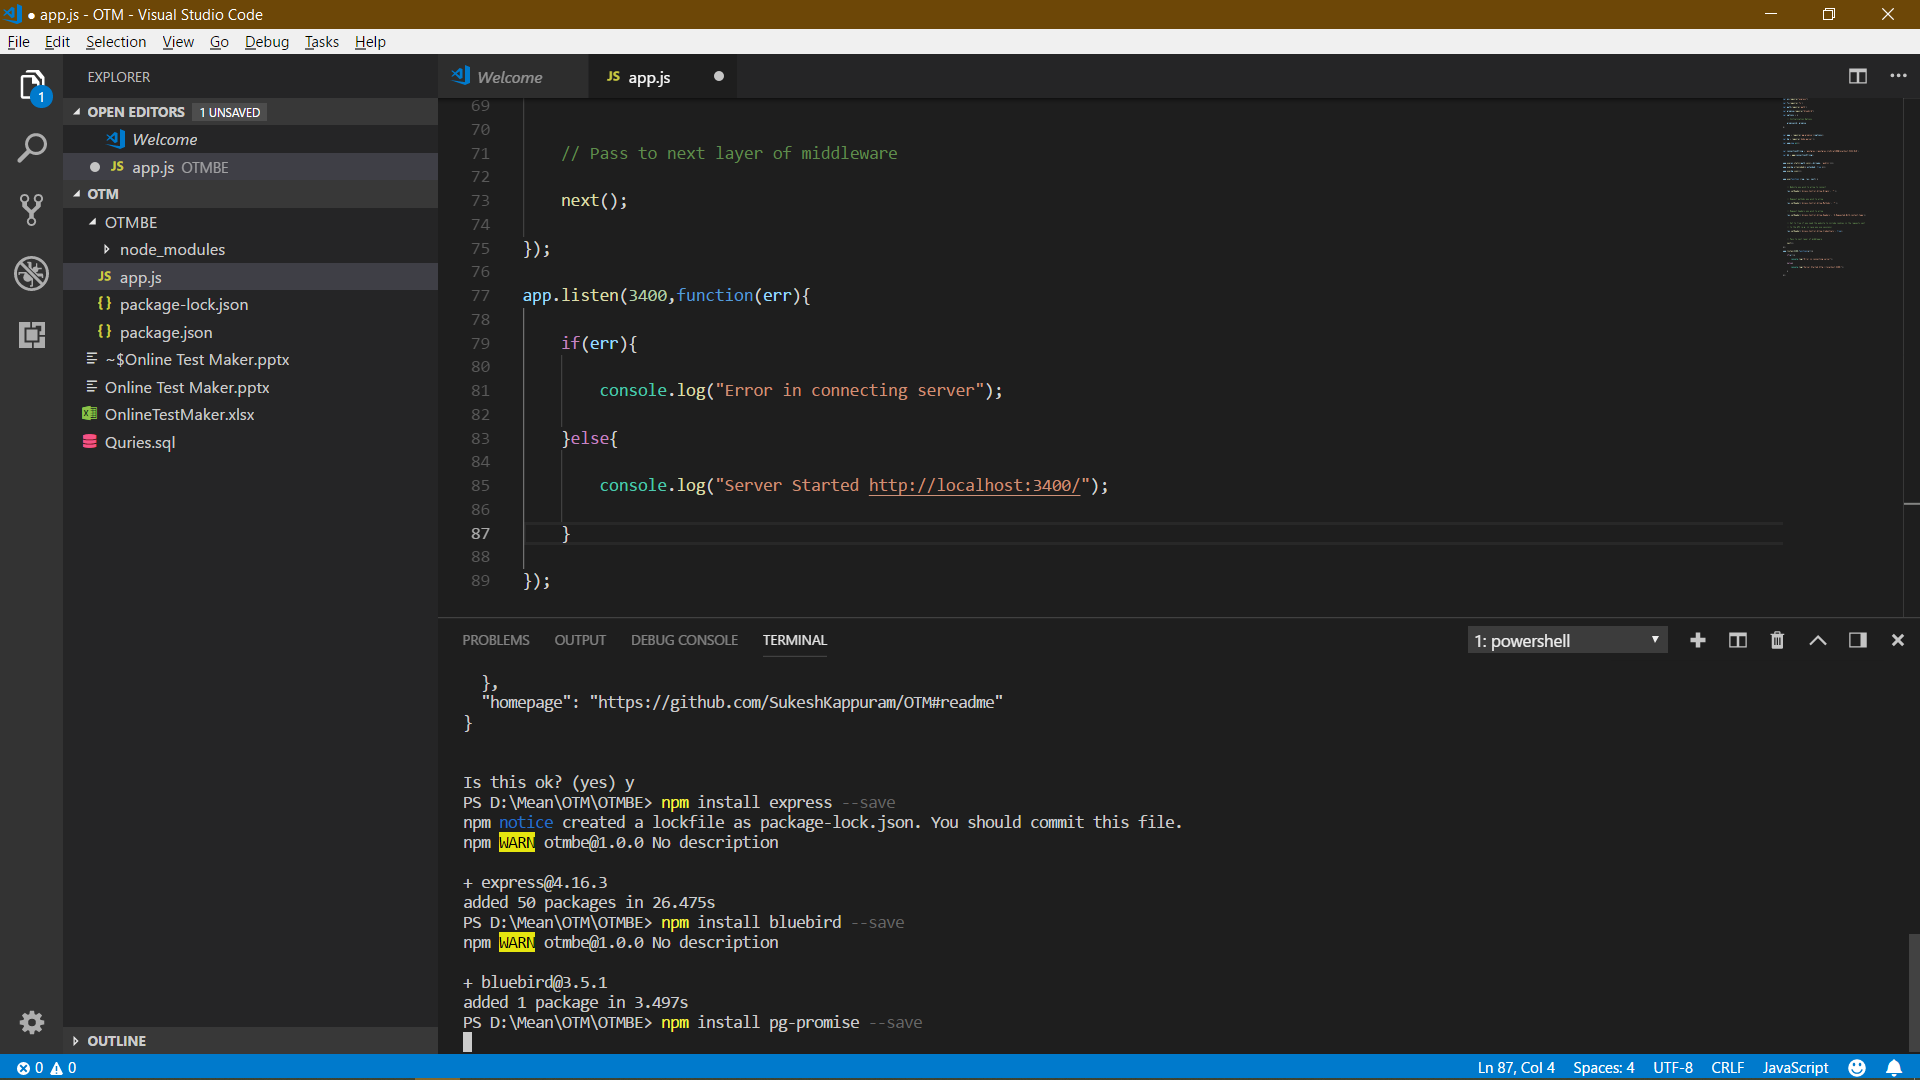 ● app.js - OTM - Visual Studio Code
File Edit Selection View Go Debug Tasks Help
EXPLORER
1
OPEN EDITORS 1 UNSAVED
Welcome
JS app.js OTMBE
OTM
OTMBE
node_modules
JS app.js
{} package-lock.json
{} package.json
~$Online Test Maker.pptx
Online Test Maker.pptx
OnlineTestMaker.xlsx
Quries.sql
OUTLINE
Welcome JS app.js
69
70
71 // Pass to next layer of middleware
72
73 next();
74
75 });
76
77 app.listen(3400,function(err){
78
79 if(err){
80
81 console.log("Error in connecting server");
82
83 }else{
84
85 console.log("Server Started http://localhost:3400/");
86
87 }
88
89 });
PROBLEMS OUTPUT DEBUG CONSOLE TERMINAL 1: powershell
},
"homepage": "https://github.com/SukeshKappuram/OTM#readme"
}
Is this ok? (yes) y
PS D:\Mean\OTM\OTMBE> npm install express --save
npm notice created a lockfile as package-lock.json. You should commit this file.
npm WARN otmbe@1.0.0 No description
+ express@4.16.3
added 50 packages in 26.475s
PS D:\Mean\OTM\OTMBE> npm install bluebird --save
npm WARN otmbe@1.0.0 No description
+ bluebird@3.5.1
added 1 package in 3.497s
PS D:\Mean\OTM\OTMBE> npm install pg-promise --save
0 0 Ln 87, Col 4 Spaces: 4 UTF-8 CRLF JavaScript